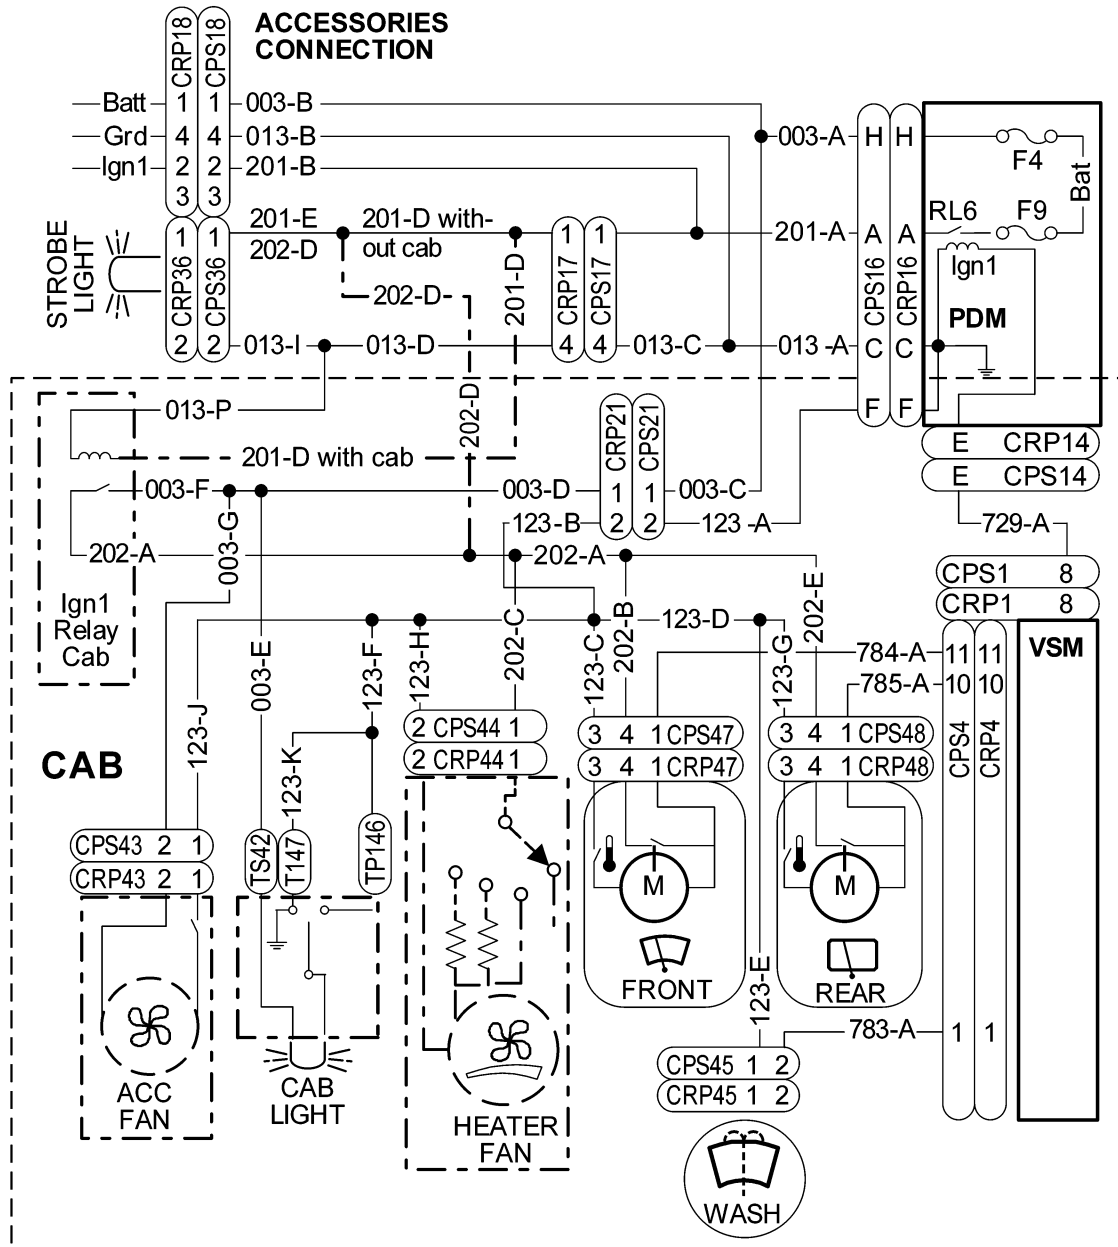 ACCESSORIES
CONNECTION
CRP18
CPS18
Batt 1 1 003-B
Grd 4 4 013-B
Ign1 2 2 201-B
3 3
003-A H H
F4
Bat
RL6 F9
STROBE
LIGHT
1 1
201-E
202-D
201-D with-
out cab
201-D
1 1
201-A A A
Ign1
CRP36
CPS36
CRP17
CPS17
CPS16
CRP16
PDM
202-D
2 2 013-I
013-D
4 4 013-C
013 -A C C
202-D
F F
013-P
CRP21
CPS21
E CRP14
E CPS14
201-D with cab
003-F
003-D 1 1 003-C
123-B 2 2 123 -A
729-A
003-G
202-A
202-A
CPS1 8
CRP1 8
Ign1
Relay
Cab
202-E
202-B
202-C
123-D
123-H
123-F
123-C
123-G
003-E
123-J
784-A 11 11
785-A 10 10
VSM
CPS4
CRP4
CAB
123-K
2 CPS44 1
2 CRP44 1
3 4 1 CPS47
3 4 1 CRP47
3 4 1 CPS48
3 4 1 CRP48
CPS43 2 1
CRP43 2 1
TS42
T147
TP146
M
M
FRONT
REAR
123-E
783-A 1 1
ACC
FAN
CAB
LIGHT
HEATER
FAN
CPS45 1 2
CRP45 1 2
WASH